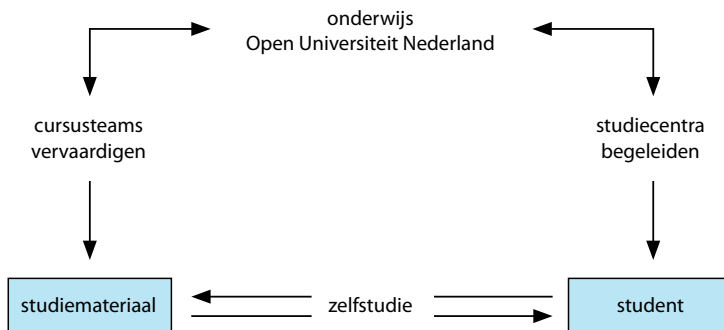 onderwijs
Open Universiteit Nederland
cursusteams
vervaardigen
studiecentra
begeleiden
studiemateriaal
zelfstudie
student